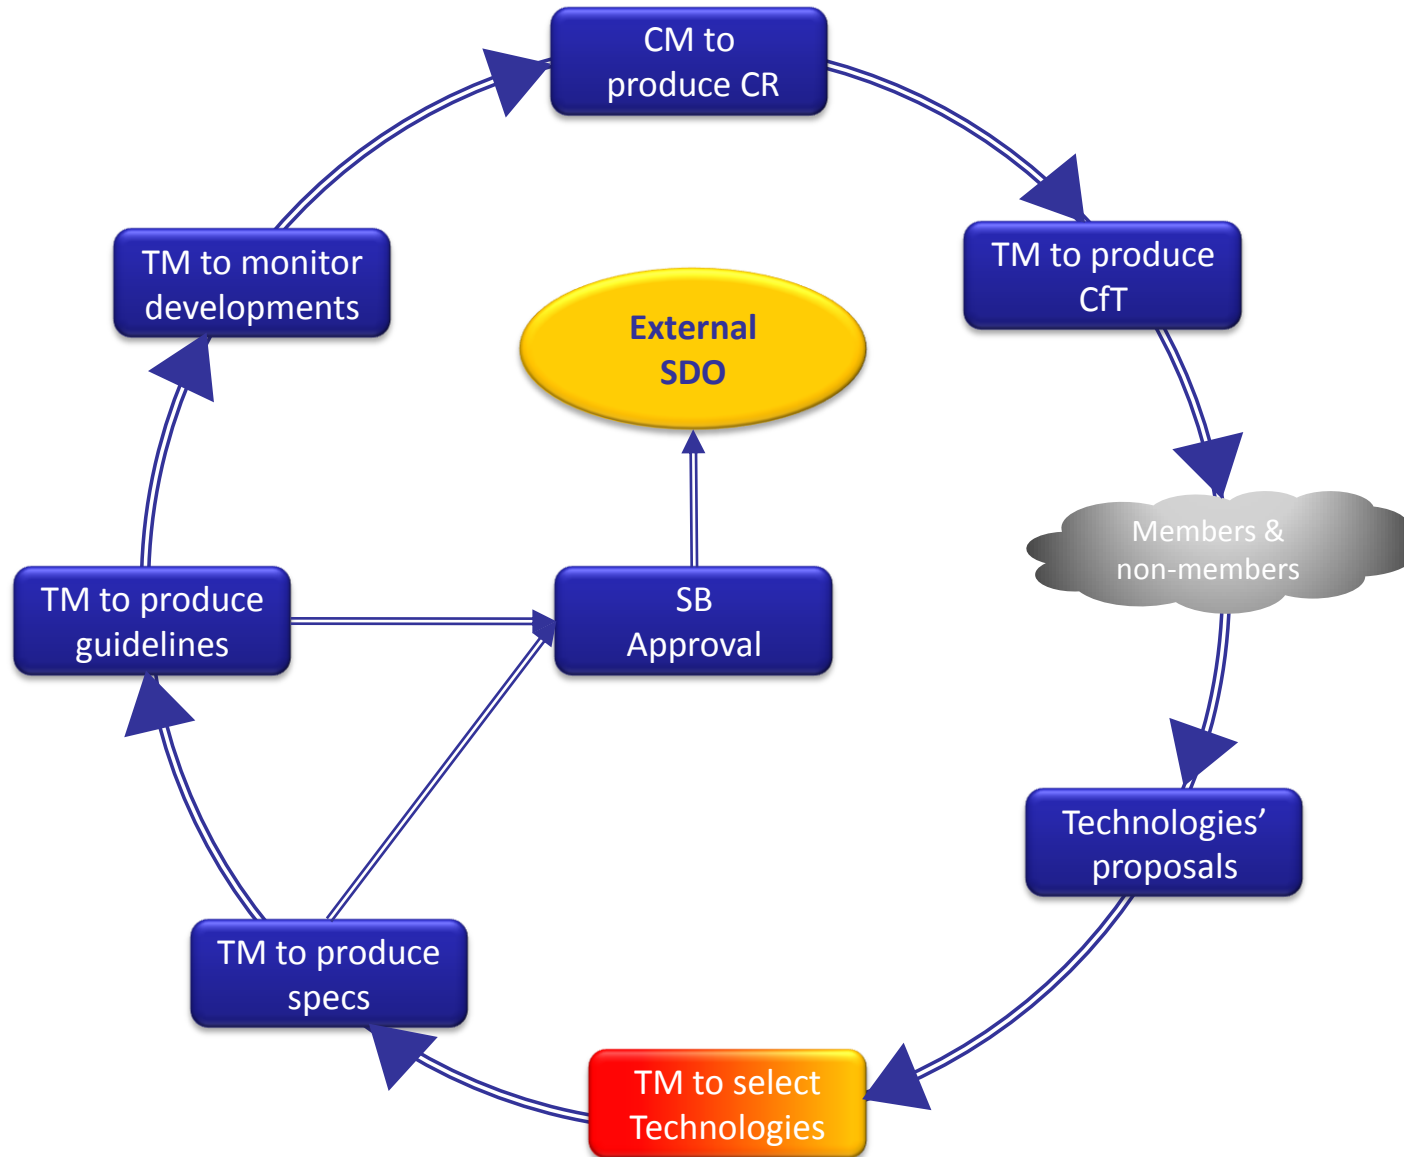 CM to
produce CR
TM to produce
CfT
Members &
non-members
Technologies’
proposals
TM to select
Technologies
TM to produce
specs
TM to produce
guidelines
TM to monitor
developments
External
SDO
SB
Approval